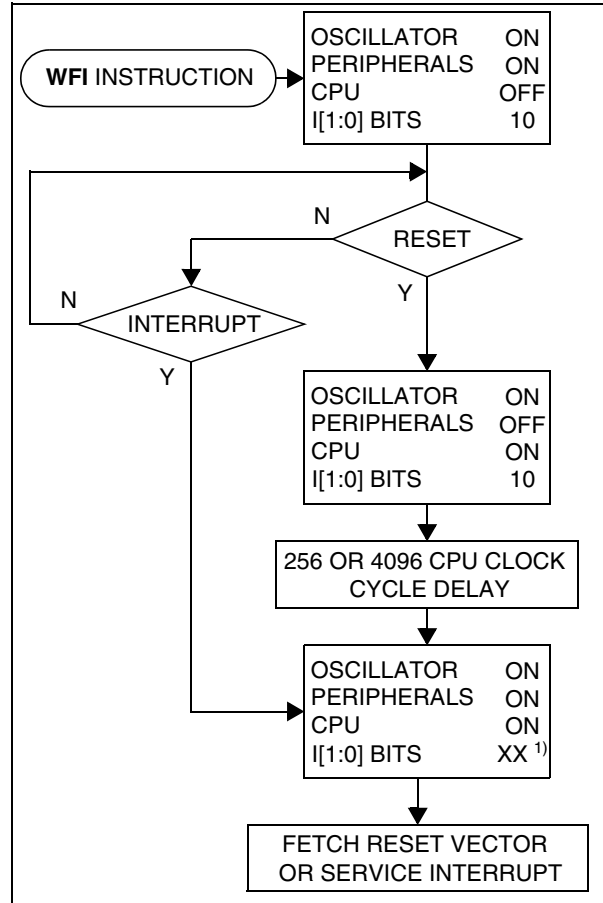 WFI INSTRUCTION
OSCILLATOR ON
PERIPHERALS ON
CPU OFF
I[1:0] BITS 10
N
RESET
Y
N
INTERRUPT
Y
OSCILLATOR ON
PERIPHERALS OFF
CPU ON
I[1:0] BITS 10
256 OR 4096 CPU CLOCK
CYCLE DELAY
OSCILLATOR ON
PERIPHERALS ON
CPU ON
I[1:0] BITS XX 1)
FETCH RESET VECTOR
OR SERVICE INTERRUPT